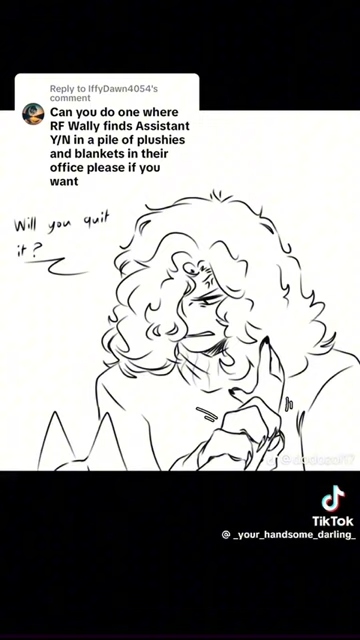 Reply to IffyDawn4054's
comment
Can you do one where
RF Wally finds Assistant
Y/N in a pile of plushies
and blankets in their
office please if you
want
Will you quit
it?
TikTok
@ _your_handsome_darling_